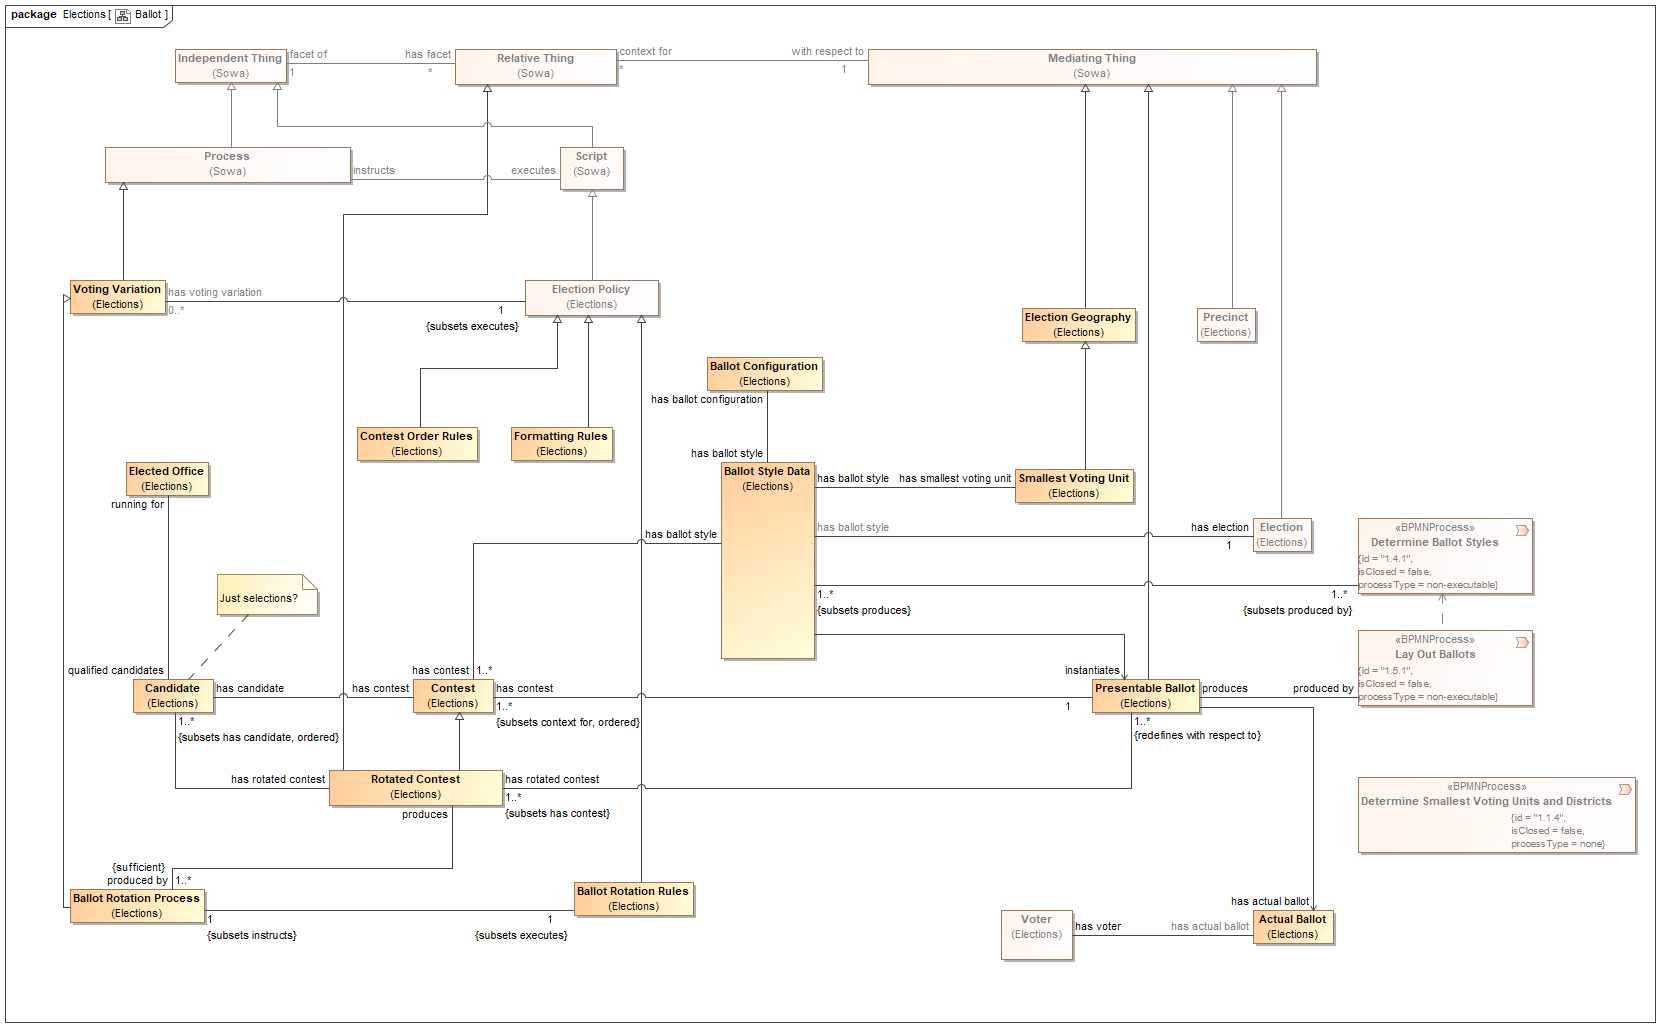 package Elections [ Ballot ]
Independent Thing
(Sowa)
facet of
1
has facet
*
Relative Thing
(Sowa)
context for
*
with respect to
1
Mediating Thing
(Sowa)
Process
(Sowa)
instructs
executes
Script
(Sowa)
Voting Variation
(Elections)
has voting variation
0..*
1
{subsets executes}
Election Policy
(Elections)
Election Geography
(Elections)
Precinct
(Elections)
Ballot Configuration
(Elections)
has ballot configuration
Contest Order Rules
(Elections)
Formatting Rules
(Elections)
has ballot style
Elected Office
(Elections)
running for
Ballot Style Data
(Elections)
has ballot style
has smallest voting unit
Smallest Voting Unit
(Elections)
has ballot style
has ballot style
has election
1
Election
(Elections)
«BPMNProcess»
Determine Ballot Styles
{id = "1.4.1",
isClosed = false,
processType = non-executable}
1..*
{subsets produces}
1..*
{subsets produced by}
Just selections?
«BPMNProcess»
Lay Out Ballots
{id = "1.5.1",
isClosed = false,
processType = non-executable}
qualified candidates
has contest
1..*
instantiates
Candidate
(Elections)
has candidate
has contest
Contest
(Elections)
has contest
1..*
{subsets context for, ordered}
1
Presentable Ballot
(Elections)
produces
produced by
1..*
{subsets has candidate, ordered}
1..*
{redefines with respect to}
has rotated contest
Rotated Contest
(Elections)
has rotated contest
1..*
{subsets has contest}
produces
«BPMNProcess»
Determine Smallest Voting Units and Districts
{id = "1.1.4",
isClosed = false,
processType = none}
{sufficient}
produced by
1..*
Ballot Rotation Process
(Elections)
1
{subsets instructs}
1
{subsets executes}
Ballot Rotation Rules
(Elections)
has actual ballot
Voter
(Elections)
has voter
has actual ballot
Actual Ballot
(Elections)